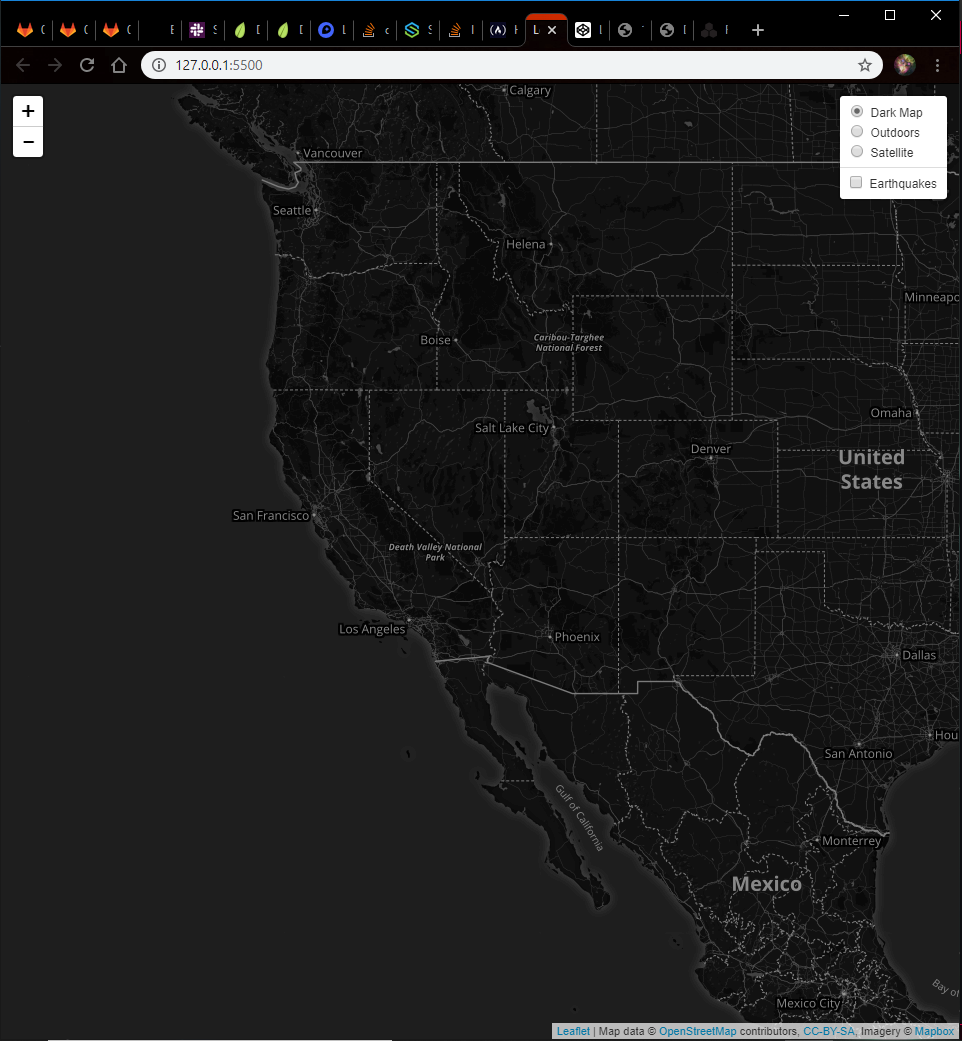 127.0.0.1:5500
+
−
Dark Map
Outdoors
Satellite
Earthquakes
Calgary
Vancouver
Seattle
Helena
Minneapo
Boise
Caribou-Targhee
National Forest
Omaha
Salt Lake City
Denver
United
States
San Francisco
Death Valley National
Park
Los Angeles
Phoenix
Dallas
Hou
San Antonio
Gulf of California
Monterrey
Mexico
Bay of
Mexico City
Leaflet | Map data © OpenStreetMap contributors, CC-BY-SA, Imagery © Mapbox